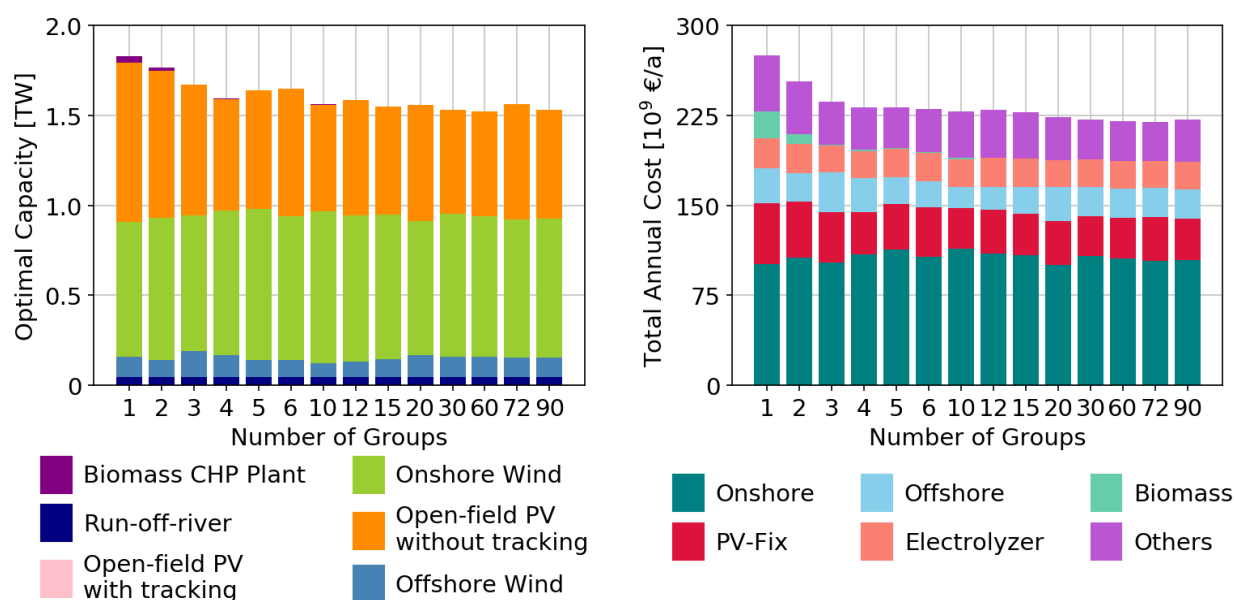 2.0
1.5
1.0
0.5
0
Optimal Capacity [TW]
1 2 3 4 5 6 10 12 15 20 30 60 72 90
Number of Groups
Biomass CHP Plant
Run-off-river
Open-field PV
with tracking
Onshore Wind
Open-field PV
without tracking
Offshore Wind
300
225
150
75
0
Total Annual Cost [10⁹ €/a]
1 2 3 4 5 6 10 12 15 20 30 60 72 90
Number of Groups
Onshore
PV-Fix
Offshore
Electrolyzer
Biomass
Others